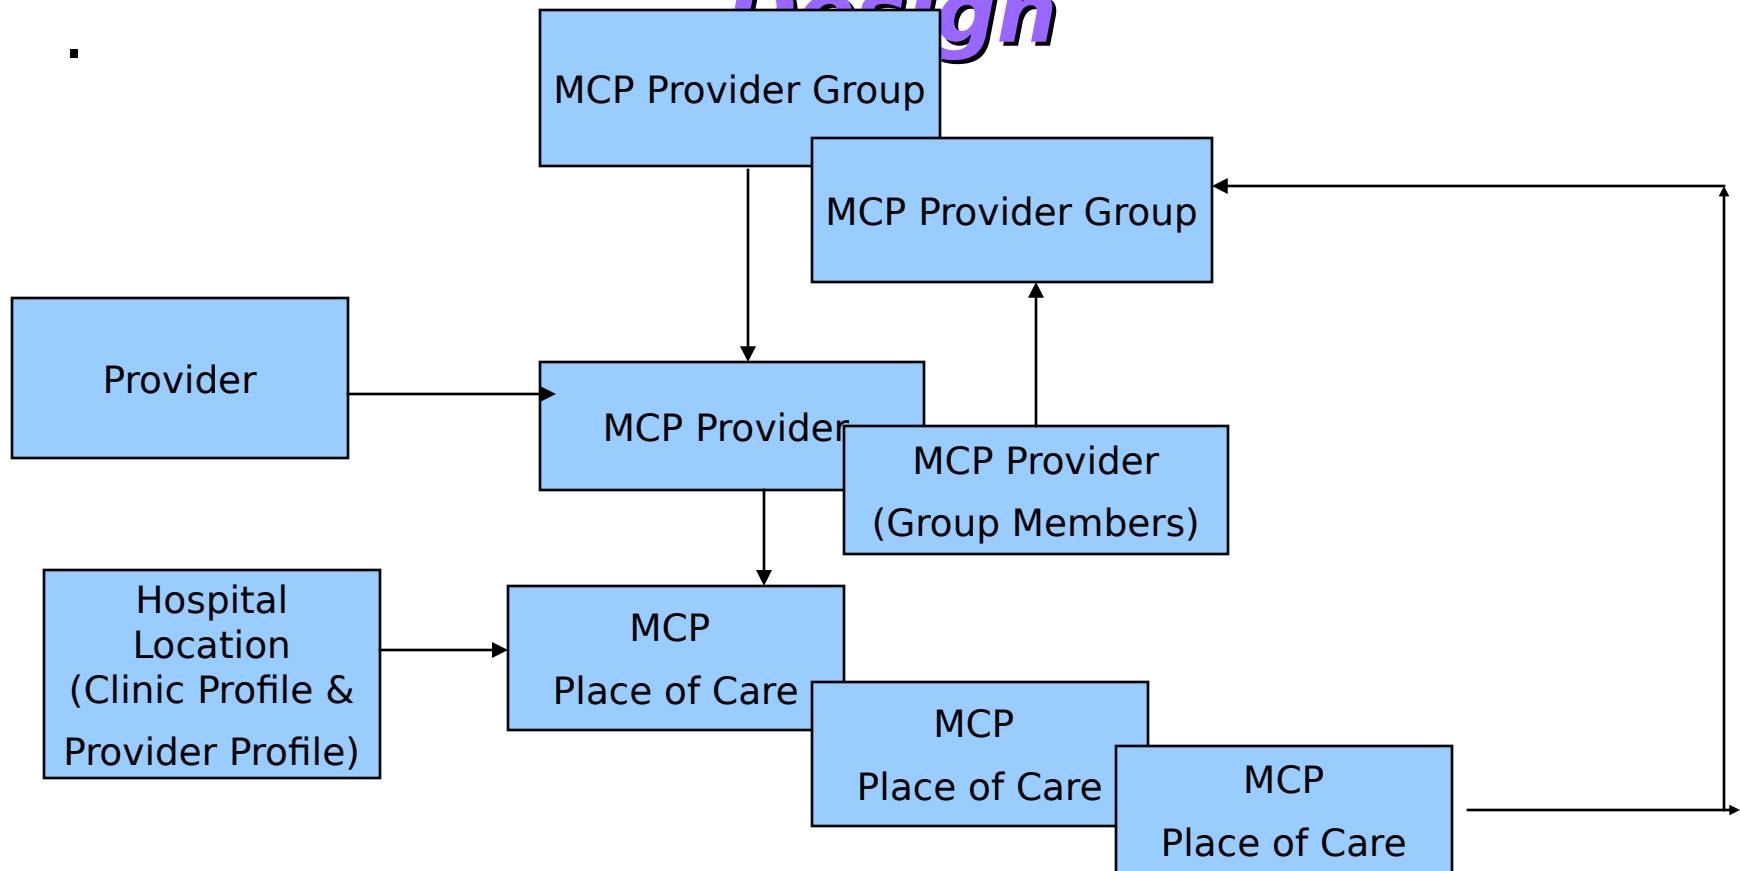 Design
MCP Provider Group
MCP Provider Group
Provider
MCP Provider
MCP Provider
(Group Members)
Hospital
Location
(Clinic Profile &
Provider Profile)
MCP
Place of Care
MCP
Place of Care
MCP
Place of Care